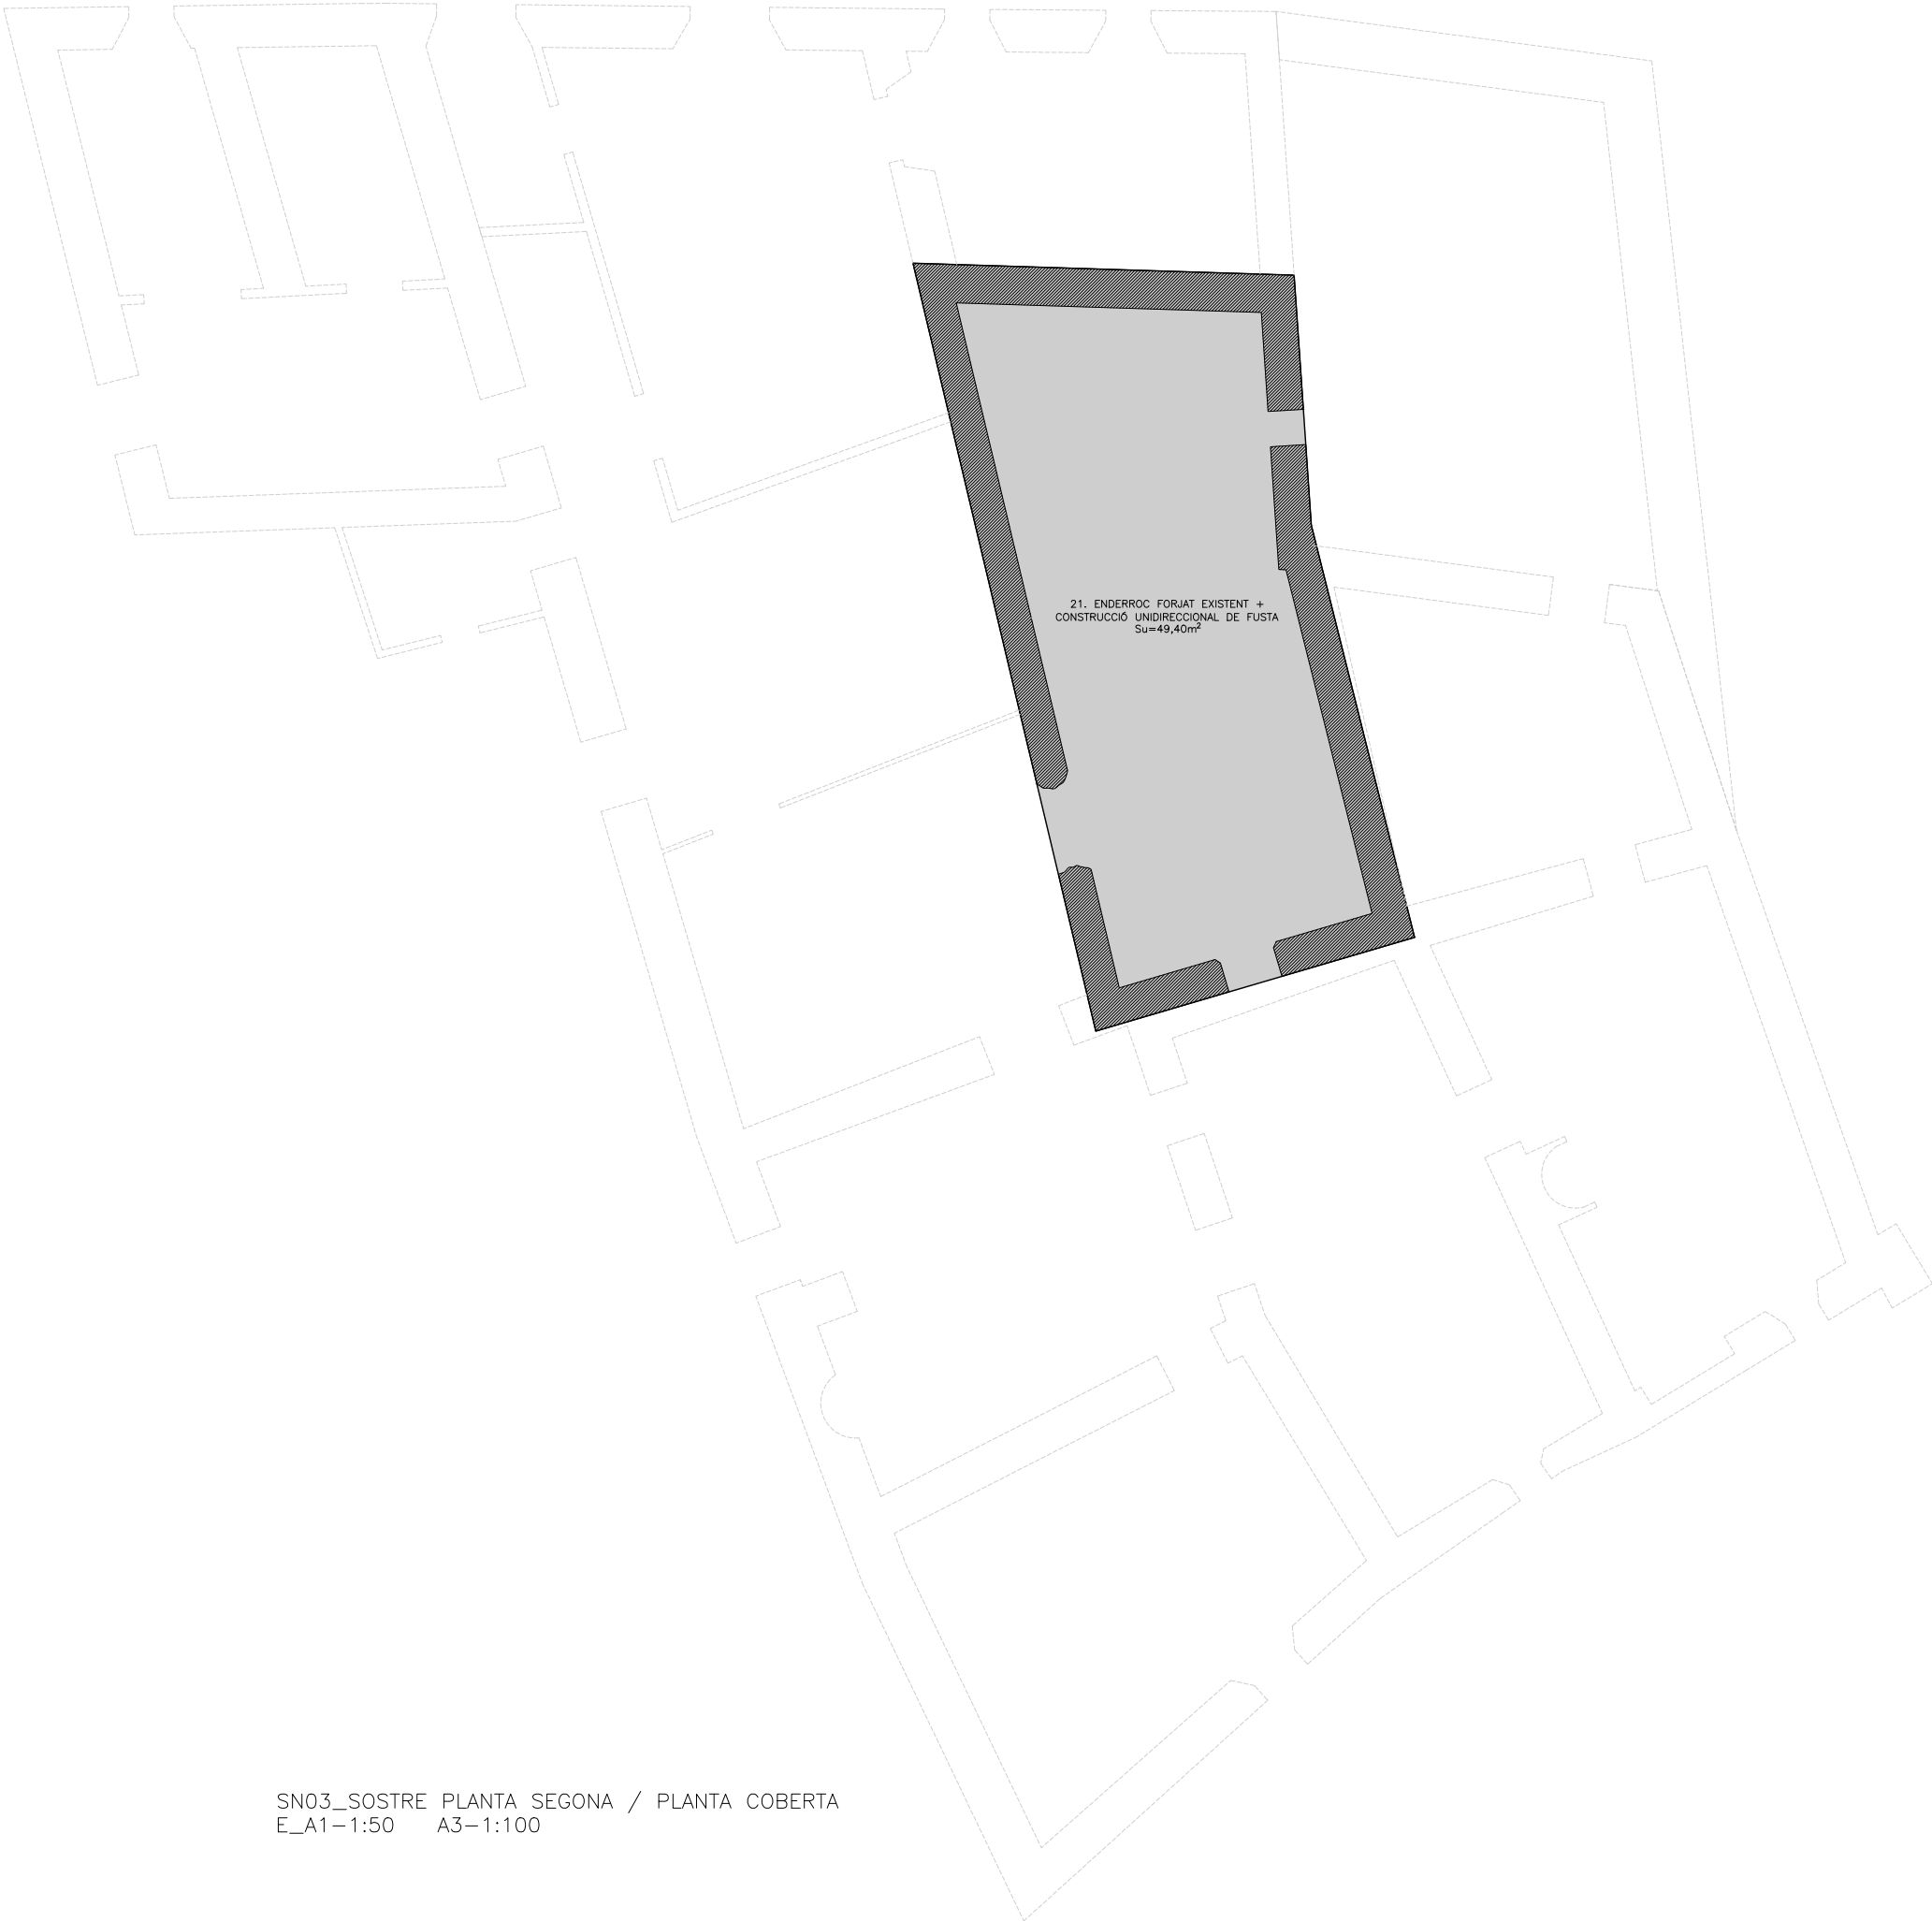 21. ENDERROC FORJAT EXISTENT +
CONSTRUCCIÓ UNIDIRECCIONAL DE FUSTA
Su=49,40m²
SN03_SOSTRE PLANTA SEGONA / PLANTA COBERTA
E_A1-1:50 A3-1:100